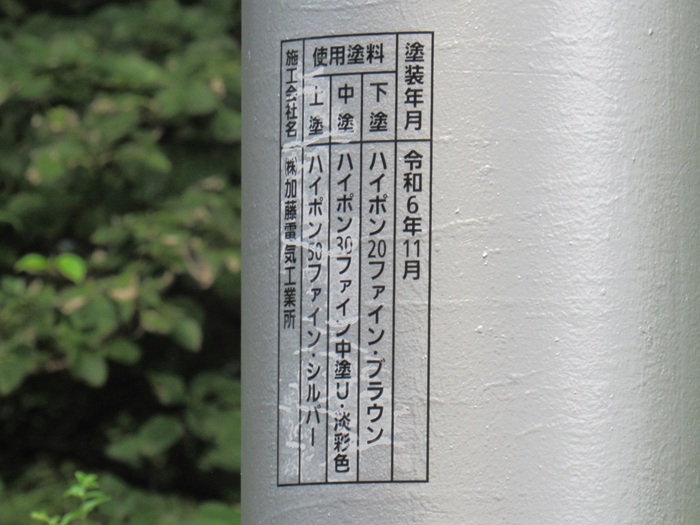 塗装年月 令和6年11月
使用塗料
下塗 ハイポン20ファイン・ブラウン
中塗 ハイポン30ファイン中塗U・淡彩色
上塗 ハイポン50ファイン・シルバー
施工会社名 ㈱加藤電気工業所